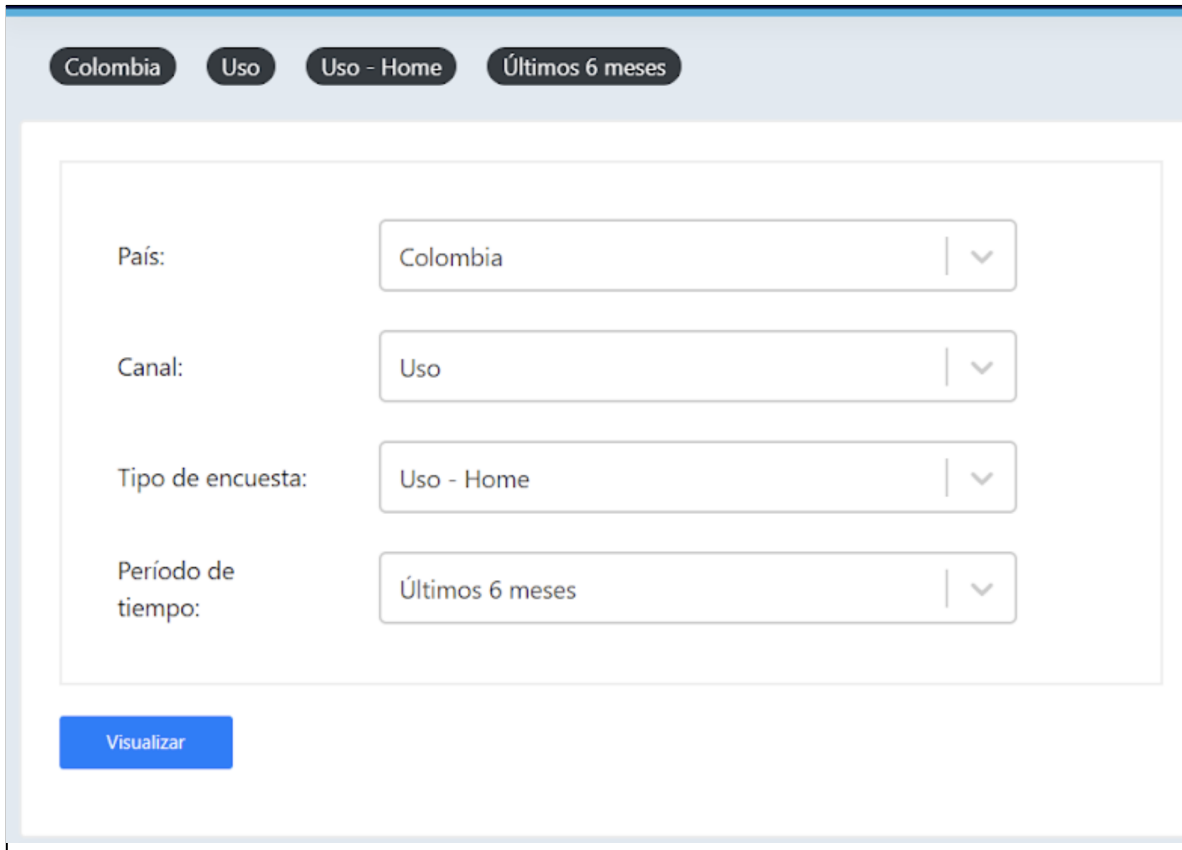 Colombia Uso Uso - Home Últimos 6 meses
País: Colombia
Canal: Uso
Tipo de encuesta: Uso - Home
Período de
tiempo: Últimos 6 meses
Visualizar